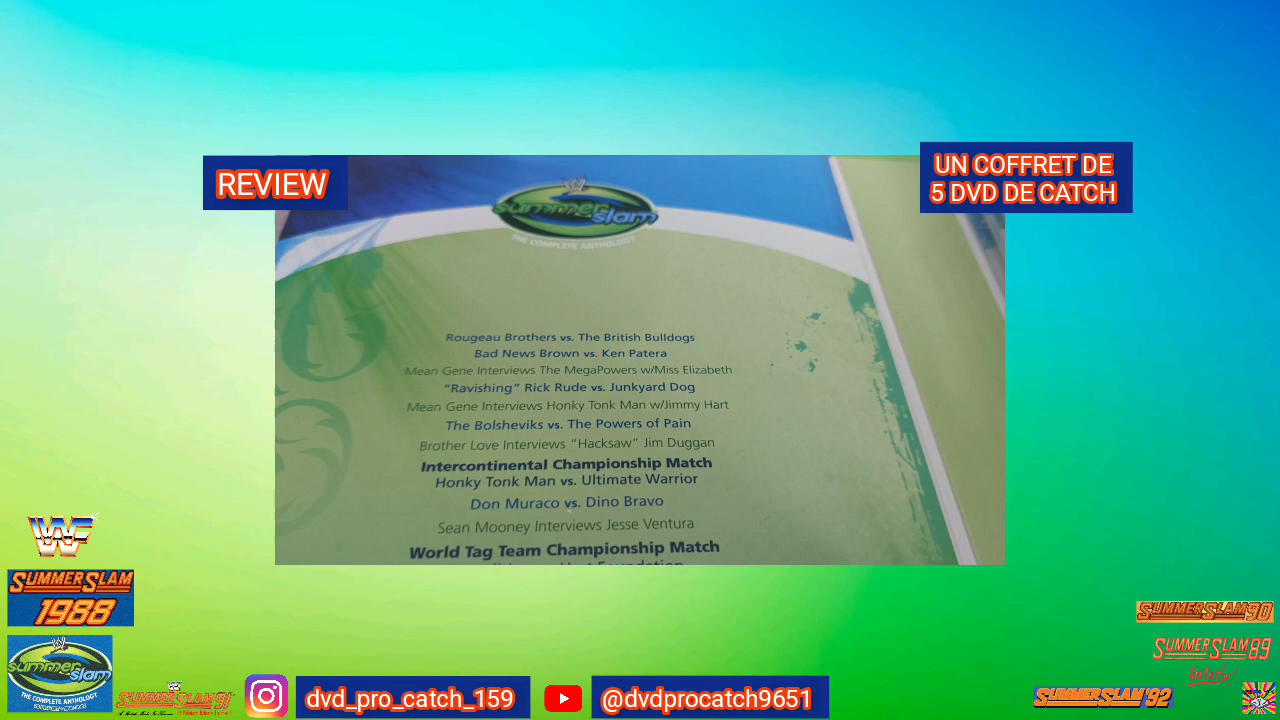 REVIEW
UN COFFRET DE
5 DVD DE CATCH
W
SummerSlam
THE COMPLETE ANTHOLOGY
Rougeau Brothers vs. The British Bulldogs
Bad News Brown vs. Ken Patera
Mean Gene Interviews The MegaPowers w/Miss Elizabeth
"Ravishing" Rick Rude vs. Junkyard Dog
Mean Gene Interviews Honky Tonk Man w/Jimmy Hart
The Bolsheviks vs. The Powers of Pain
Brother Love Interviews "Hacksaw" Jim Duggan
Intercontinental Championship Match
Honky Tonk Man vs. Ultimate Warrior
Don Muraco vs. Dino Bravo
Sean Mooney Interviews Jesse Ventura
World Tag Team Championship Match
WF
SUMMERSLAM
1988
SummerSlam
THE COMPLETE ANTHOLOGY
SUMMERSLAM 91
dvd_pro_catch_159
@dvdprocatch9651
SUMMERSLAM 90
SUMMERSLAM 89
SUMMERSLAM '92